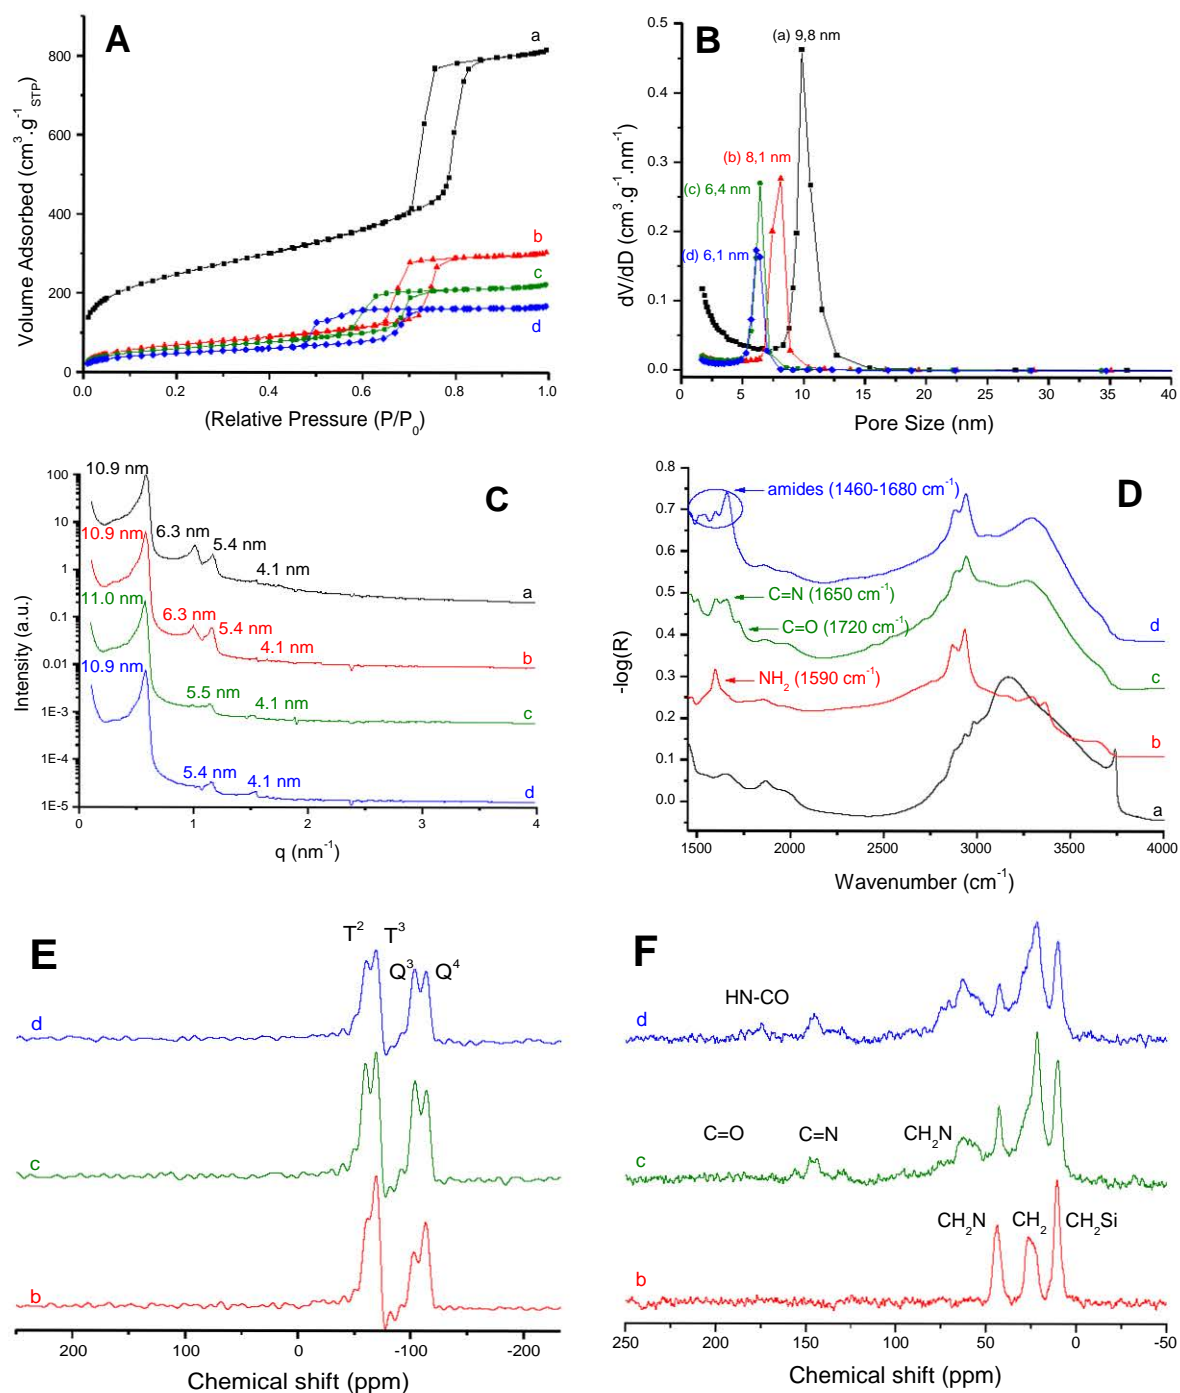 A
a
b
c
d
Volume Adsorbed (cm³.g⁻¹ STP)
800
600
400
200
0
0.0 0.2 0.4 0.6 0.8 1.0
(Relative Pressure (P/P₀)
B
(a) 9,8 nm
(b) 8,1 nm
(c) 6,4 nm
(d) 6,1 nm
dV/dD (cm³.g⁻¹.nm⁻¹)
0.5
0.4
0.3
0.2
0.1
0.0
0 5 10 15 20 25 30 35 40
Pore Size (nm)
C
10.9 nm
6.3 nm
5.4 nm
4.1 nm
a
10.9 nm
6.3 nm
5.4 nm
4.1 nm
b
11.0 nm
5.5 nm
4.1 nm
c
10.9 nm
5.4 nm
4.1 nm
d
Intensity (a.u.)
100
10
1
0.1
0.01
1E-3
1E-4
1E-5
0 1 2 3 4
q (nm⁻¹)
D
amides (1460-1680 cm⁻¹)
d
C=N (1650 cm⁻¹)
C=O (1720 cm⁻¹)
c
NH₂ (1590 cm⁻¹)
b
a
-log(R)
0.8
0.7
0.6
0.5
0.4
0.3
0.2
0.1
0.0
1500 2000 2500 3000 3500 4000
Wavenumber (cm⁻¹)
E
T² T³
Q³ Q⁴
d
c
b
200 100 0 -100 -200
Chemical shift (ppm)
F
HN-CO
d
C=O C=N CH₂N
c
CH₂N CH₂ CH₂Si
b
250 200 150 100 50 0 -50
Chemical shift (ppm)